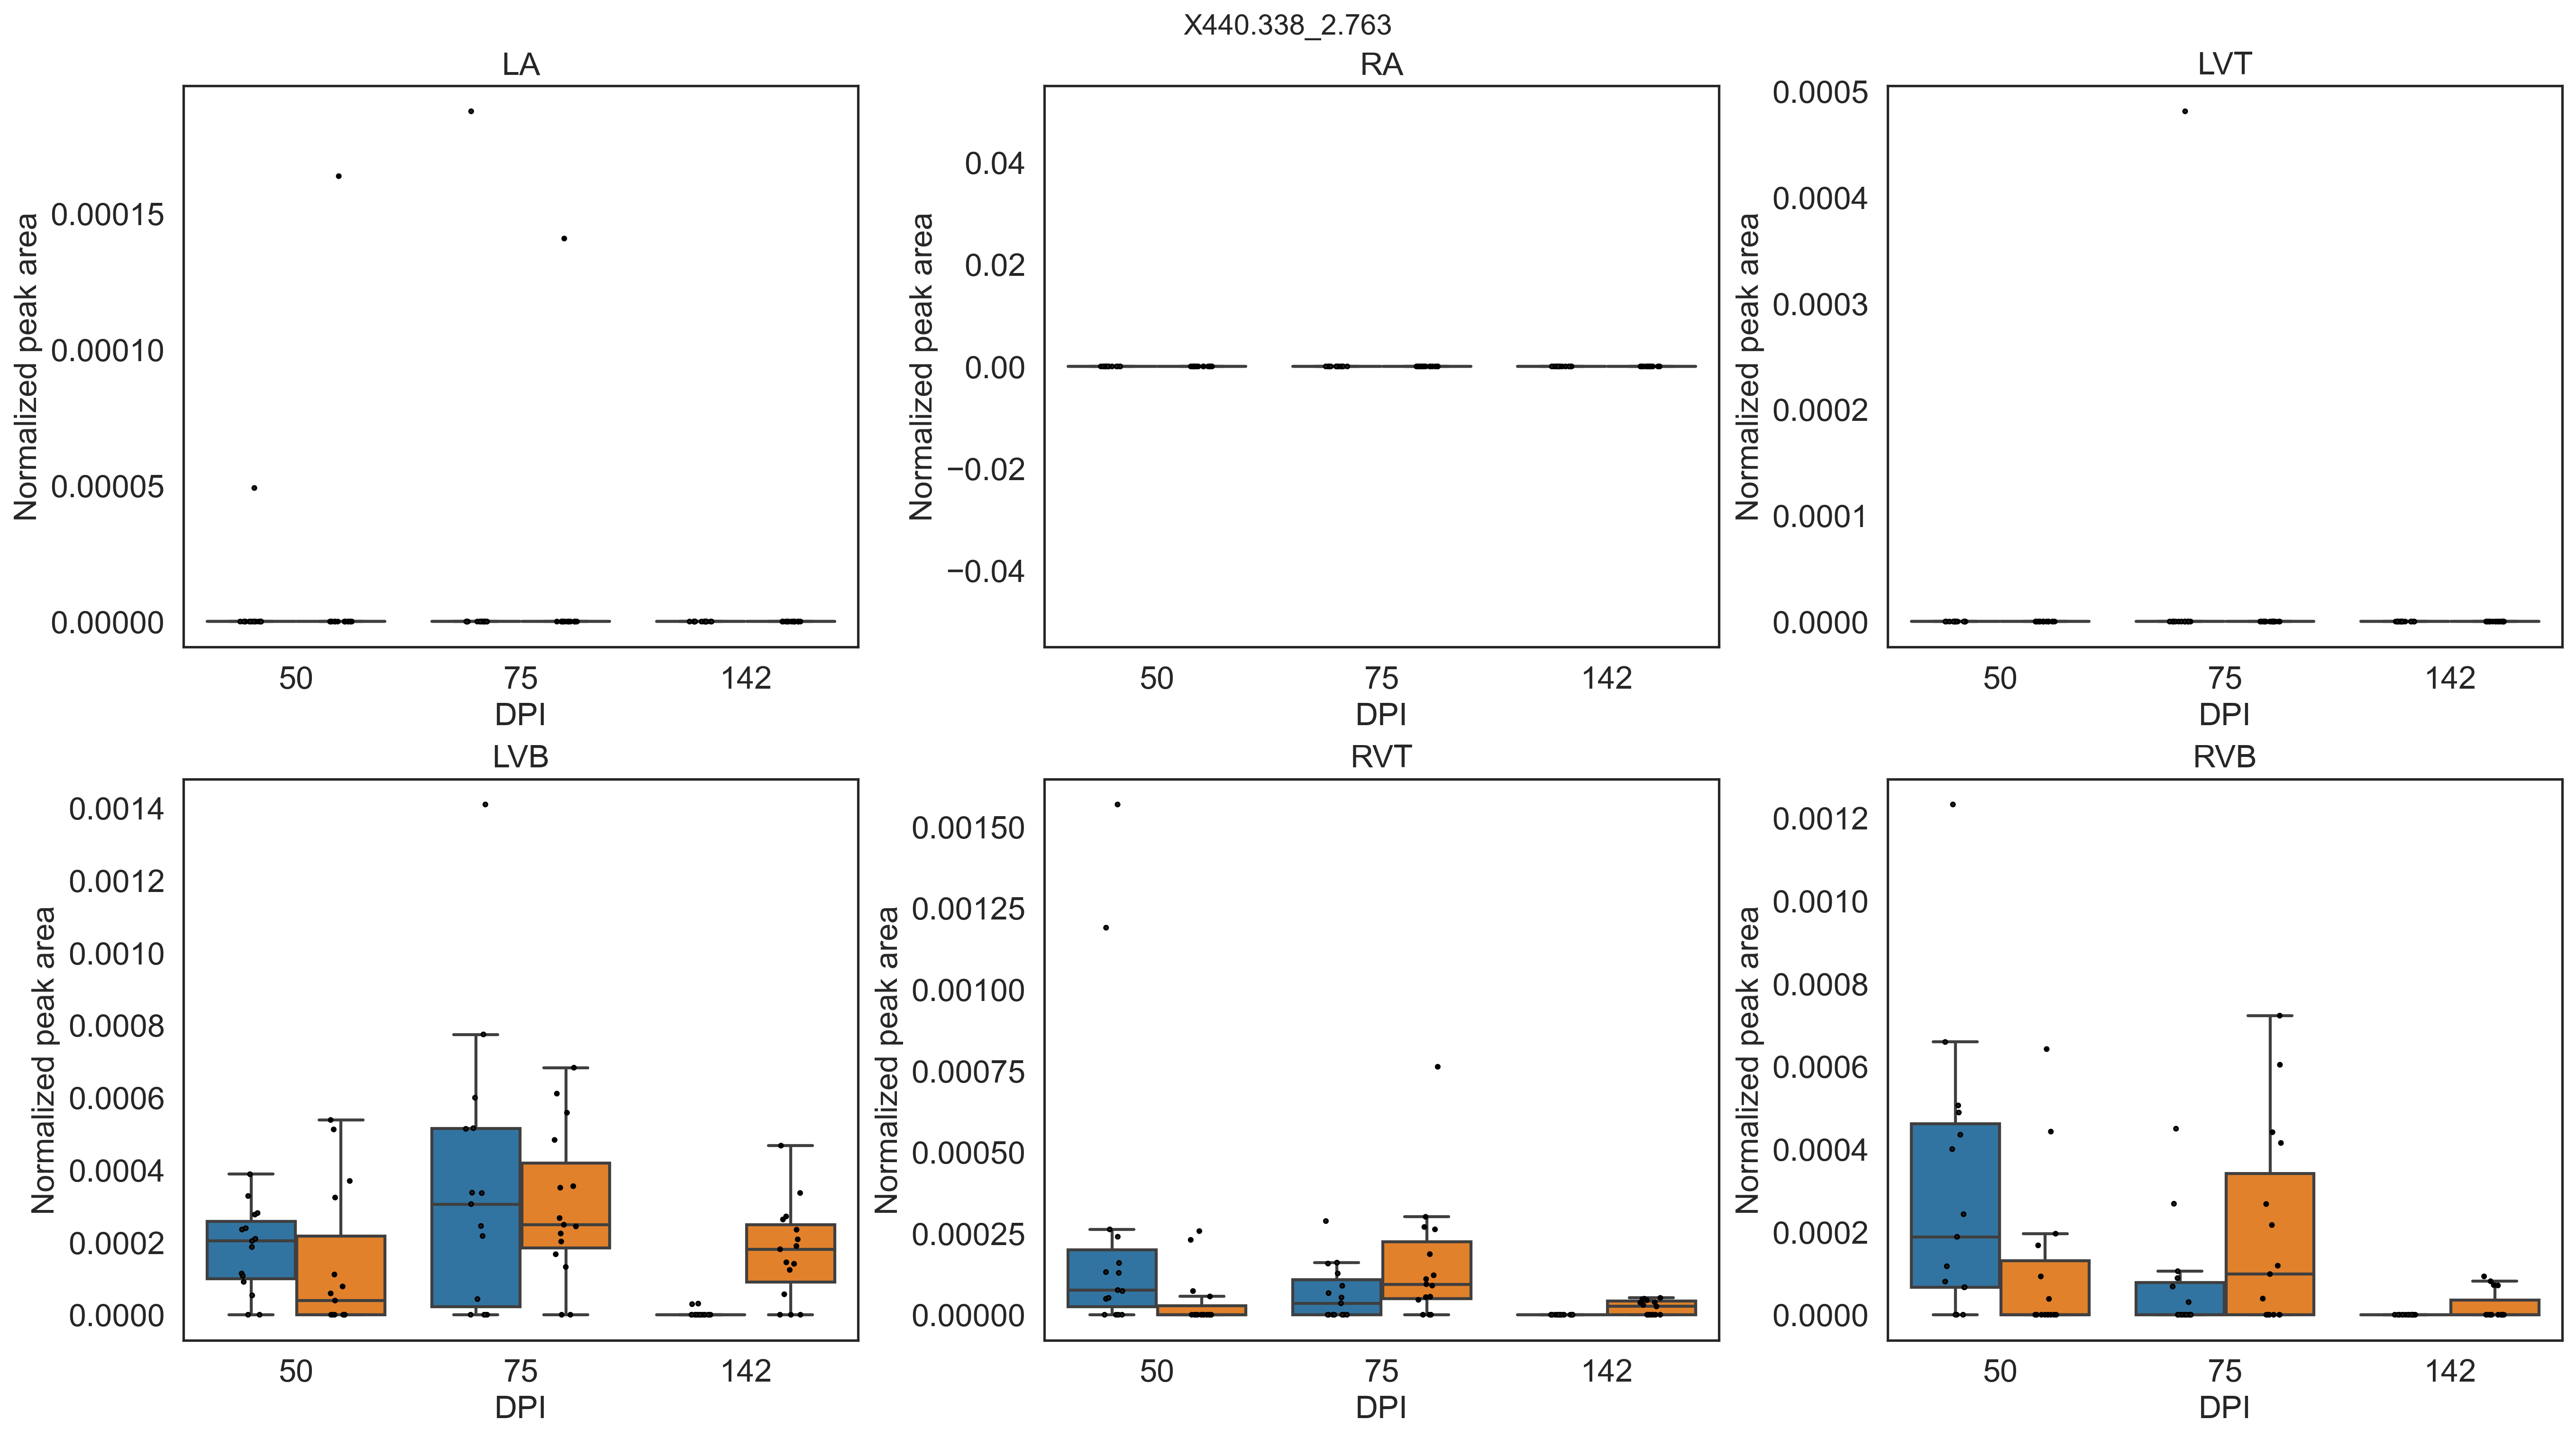 X440.338_2.763
LA
RA
LVT
Normalized peak area
0.00015
0.00010
0.00005
0.00000
50
75
142
DPI
Normalized peak area
0.04
0.02
0.00
−0.02
−0.04
50
75
142
DPI
Normalized peak area
0.0005
0.0004
0.0003
0.0002
0.0001
0.0000
50
75
142
DPI
LVB
RVT
RVB
Normalized peak area
0.0014
0.0012
0.0010
0.0008
0.0006
0.0004
0.0002
0.0000
50
75
142
DPI
Normalized peak area
0.00150
0.00125
0.00100
0.00075
0.00050
0.00025
0.00000
50
75
142
DPI
Normalized peak area
0.0012
0.0010
0.0008
0.0006
0.0004
0.0002
0.0000
50
75
142
DPI